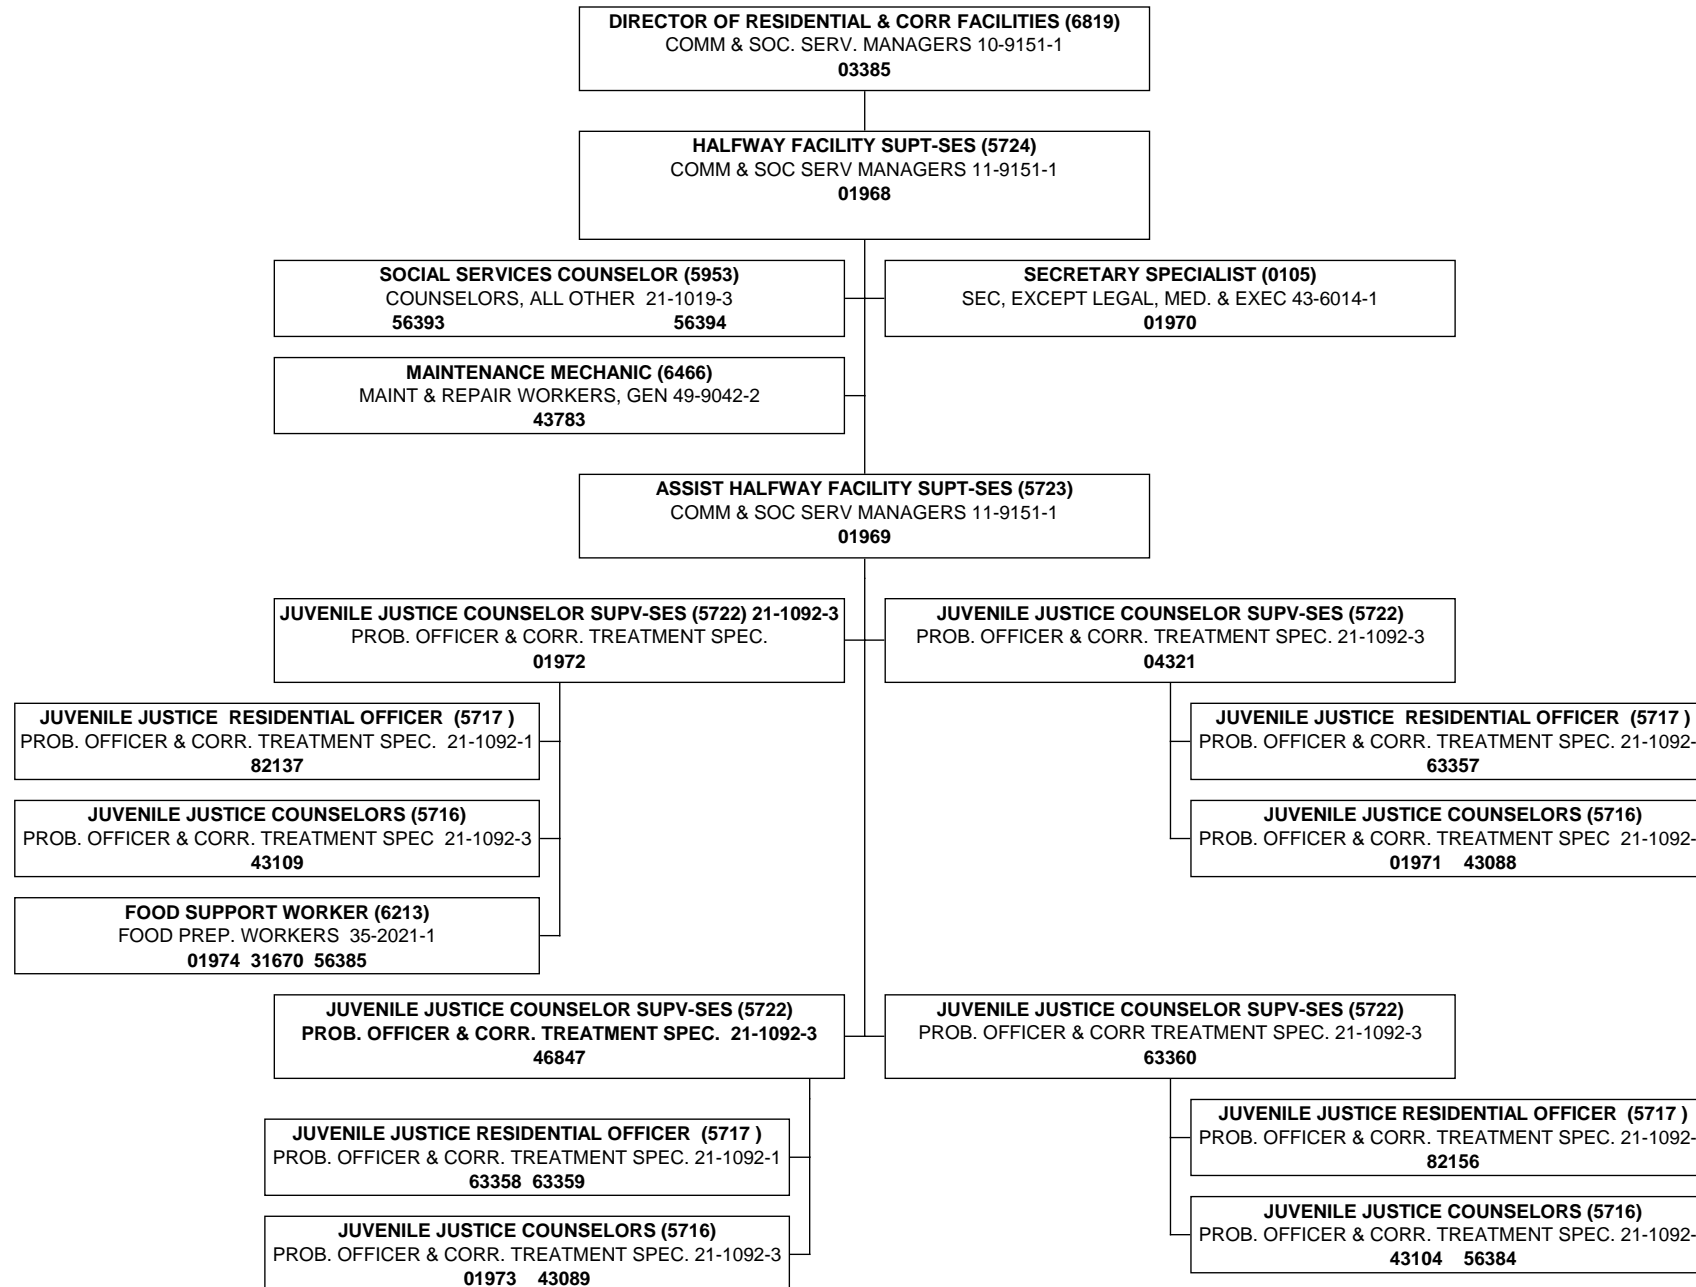 DIRECTOR OF RESIDENTIAL & CORR FACILITIES (6819)
COMM & SOC. SERV. MANAGERS 10-9151-1
03385
HALFWAY FACILITY SUPT-SES (5724)
COMM & SOC SERV MANAGERS 11-9151-1
01968
SOCIAL SERVICES COUNSELOR (5953)
COUNSELORS, ALL OTHER 21-1019-3
56393 56394
SECRETARY SPECIALIST (0105)
SEC, EXCEPT LEGAL, MED. & EXEC 43-6014-1
01970
MAINTENANCE MECHANIC (6466)
MAINT & REPAIR WORKERS, GEN 49-9042-2
43783
ASSIST HALFWAY FACILITY SUPT-SES (5723)
COMM & SOC SERV MANAGERS 11-9151-1
01969
JUVENILE JUSTICE COUNSELOR SUPV-SES (5722) 21-1092-3
PROB. OFFICER & CORR. TREATMENT SPEC.
01972
JUVENILE JUSTICE COUNSELOR SUPV-SES (5722)
PROB. OFFICER & CORR. TREATMENT SPEC. 21-1092-3
04321
JUVENILE JUSTICE RESIDENTIAL OFFICER (5717 )
PROB. OFFICER & CORR. TREATMENT SPEC. 21-1092-1
82137
JUVENILE JUSTICE COUNSELORS (5716)
PROB. OFFICER & CORR. TREATMENT SPEC 21-1092-3
43109
FOOD SUPPORT WORKER (6213)
FOOD PREP. WORKERS 35-2021-1
01974 31670 56385
JUVENILE JUSTICE RESIDENTIAL OFFICER (5717 )
PROB. OFFICER & CORR. TREATMENT SPEC. 21-1092-
63357
JUVENILE JUSTICE COUNSELORS (5716)
PROB. OFFICER & CORR. TREATMENT SPEC 21-1092-
01971 43088
JUVENILE JUSTICE COUNSELOR SUPV-SES (5722)
PROB. OFFICER & CORR. TREATMENT SPEC. 21-1092-3
46847
JUVENILE JUSTICE COUNSELOR SUPV-SES (5722)
PROB. OFFICER & CORR TREATMENT SPEC. 21-1092-3
63360
JUVENILE JUSTICE RESIDENTIAL OFFICER (5717 )
PROB. OFFICER & CORR. TREATMENT SPEC. 21-1092-1
63358 63359
JUVENILE JUSTICE COUNSELORS (5716)
PROB. OFFICER & CORR. TREATMENT SPEC. 21-1092-3
01973 43089
JUVENILE JUSTICE RESIDENTIAL OFFICER (5717 )
PROB. OFFICER & CORR. TREATMENT SPEC. 21-1092-
82156
JUVENILE JUSTICE COUNSELORS (5716)
PROB. OFFICER & CORR. TREATMENT SPEC 21-1092-
43104 56384